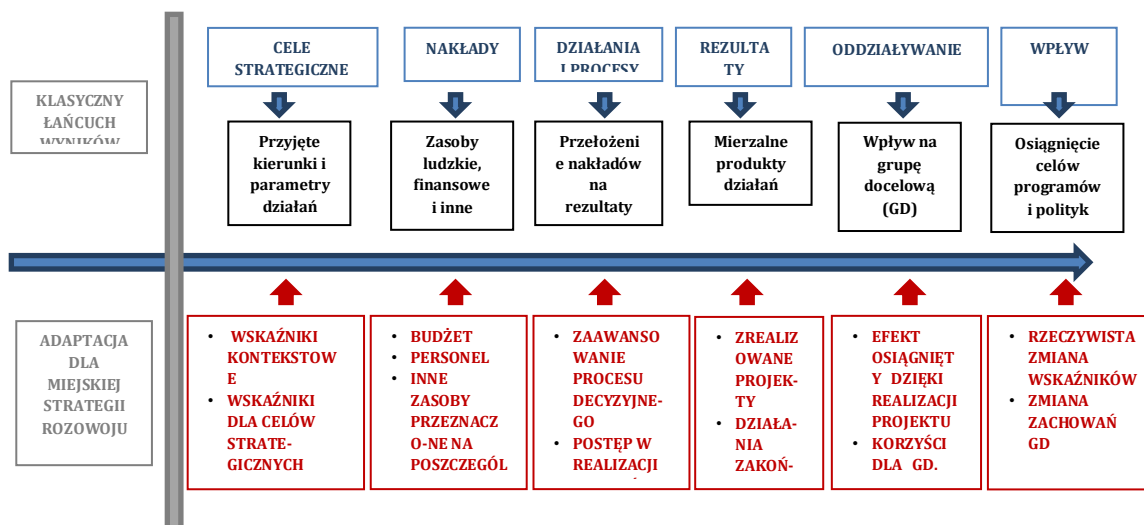 CELE
STRATEGICZNE
NAKŁADY
DZIAŁANIA
I PROCESY
REZULTA
TY
ODDZIAŁYWANIE
WPŁYW
KLASYCZNY
ŁAŃCUCH
WYNIKÓW
Przyjęte
kierunki i
parametry
działań
Zasoby
ludzkie,
finansowe
i inne
Przełożeni
e nakładów
na
rezultaty
Mierzalne
produkty
działań
Wpływ na
grupę
docelową
(GD)
Osiągnięcie
celów
programów
i polityk
ADAPTACJA
DLA
MIEJSKIEJ
STRATEGII
ROZOWOJU
• WSKAŹNIKI
KONTEKSTOW
E
• WSKAŹNIKI
DLA CELÓW
STRATE-
GICZNYCH
• BUDŻET
• PERSONEL
• INNE
ZASOBY
PRZEZNACZ
O-NE NA
POSZCZEGÓL
• ZAAWANSO
WANIE
PROCESU
DECYZYJNE-
GO
• POSTĘP W
REALIZACJI
• ZREALIZ
OWANE
PROJEK-
TY
• DZIAŁA-
NIA
ZAKOŃ-
• EFEKT
OSIĄGNIĘT
Y DZIĘKI
REALIZACJI
PROJEKTU
• KORZYŚCI
DLA GD.
• RZECZYWISTA
ZMIANA
WSKAŹNIKÓW
• ZMIANA
ZACHOWAŃ
GD